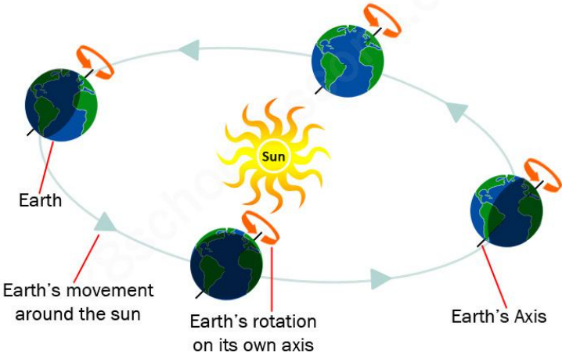 Sun
Earth
Earth's movement
around the sun
Earth's rotation
on its own axis
Earth's Axis